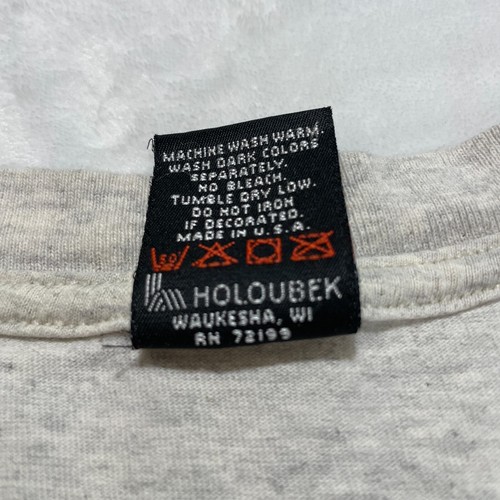 MACHINE WASH WARM.
WASH DARK COLORS
SEPARATELY.
NO BLEACH.
TUMBLE DRY LOW.
DO NOT IRON
IF DECORATED.
MADE IN U.S.A.
50
HOLOUBEK
WAUKESHA, WI
RN 72199